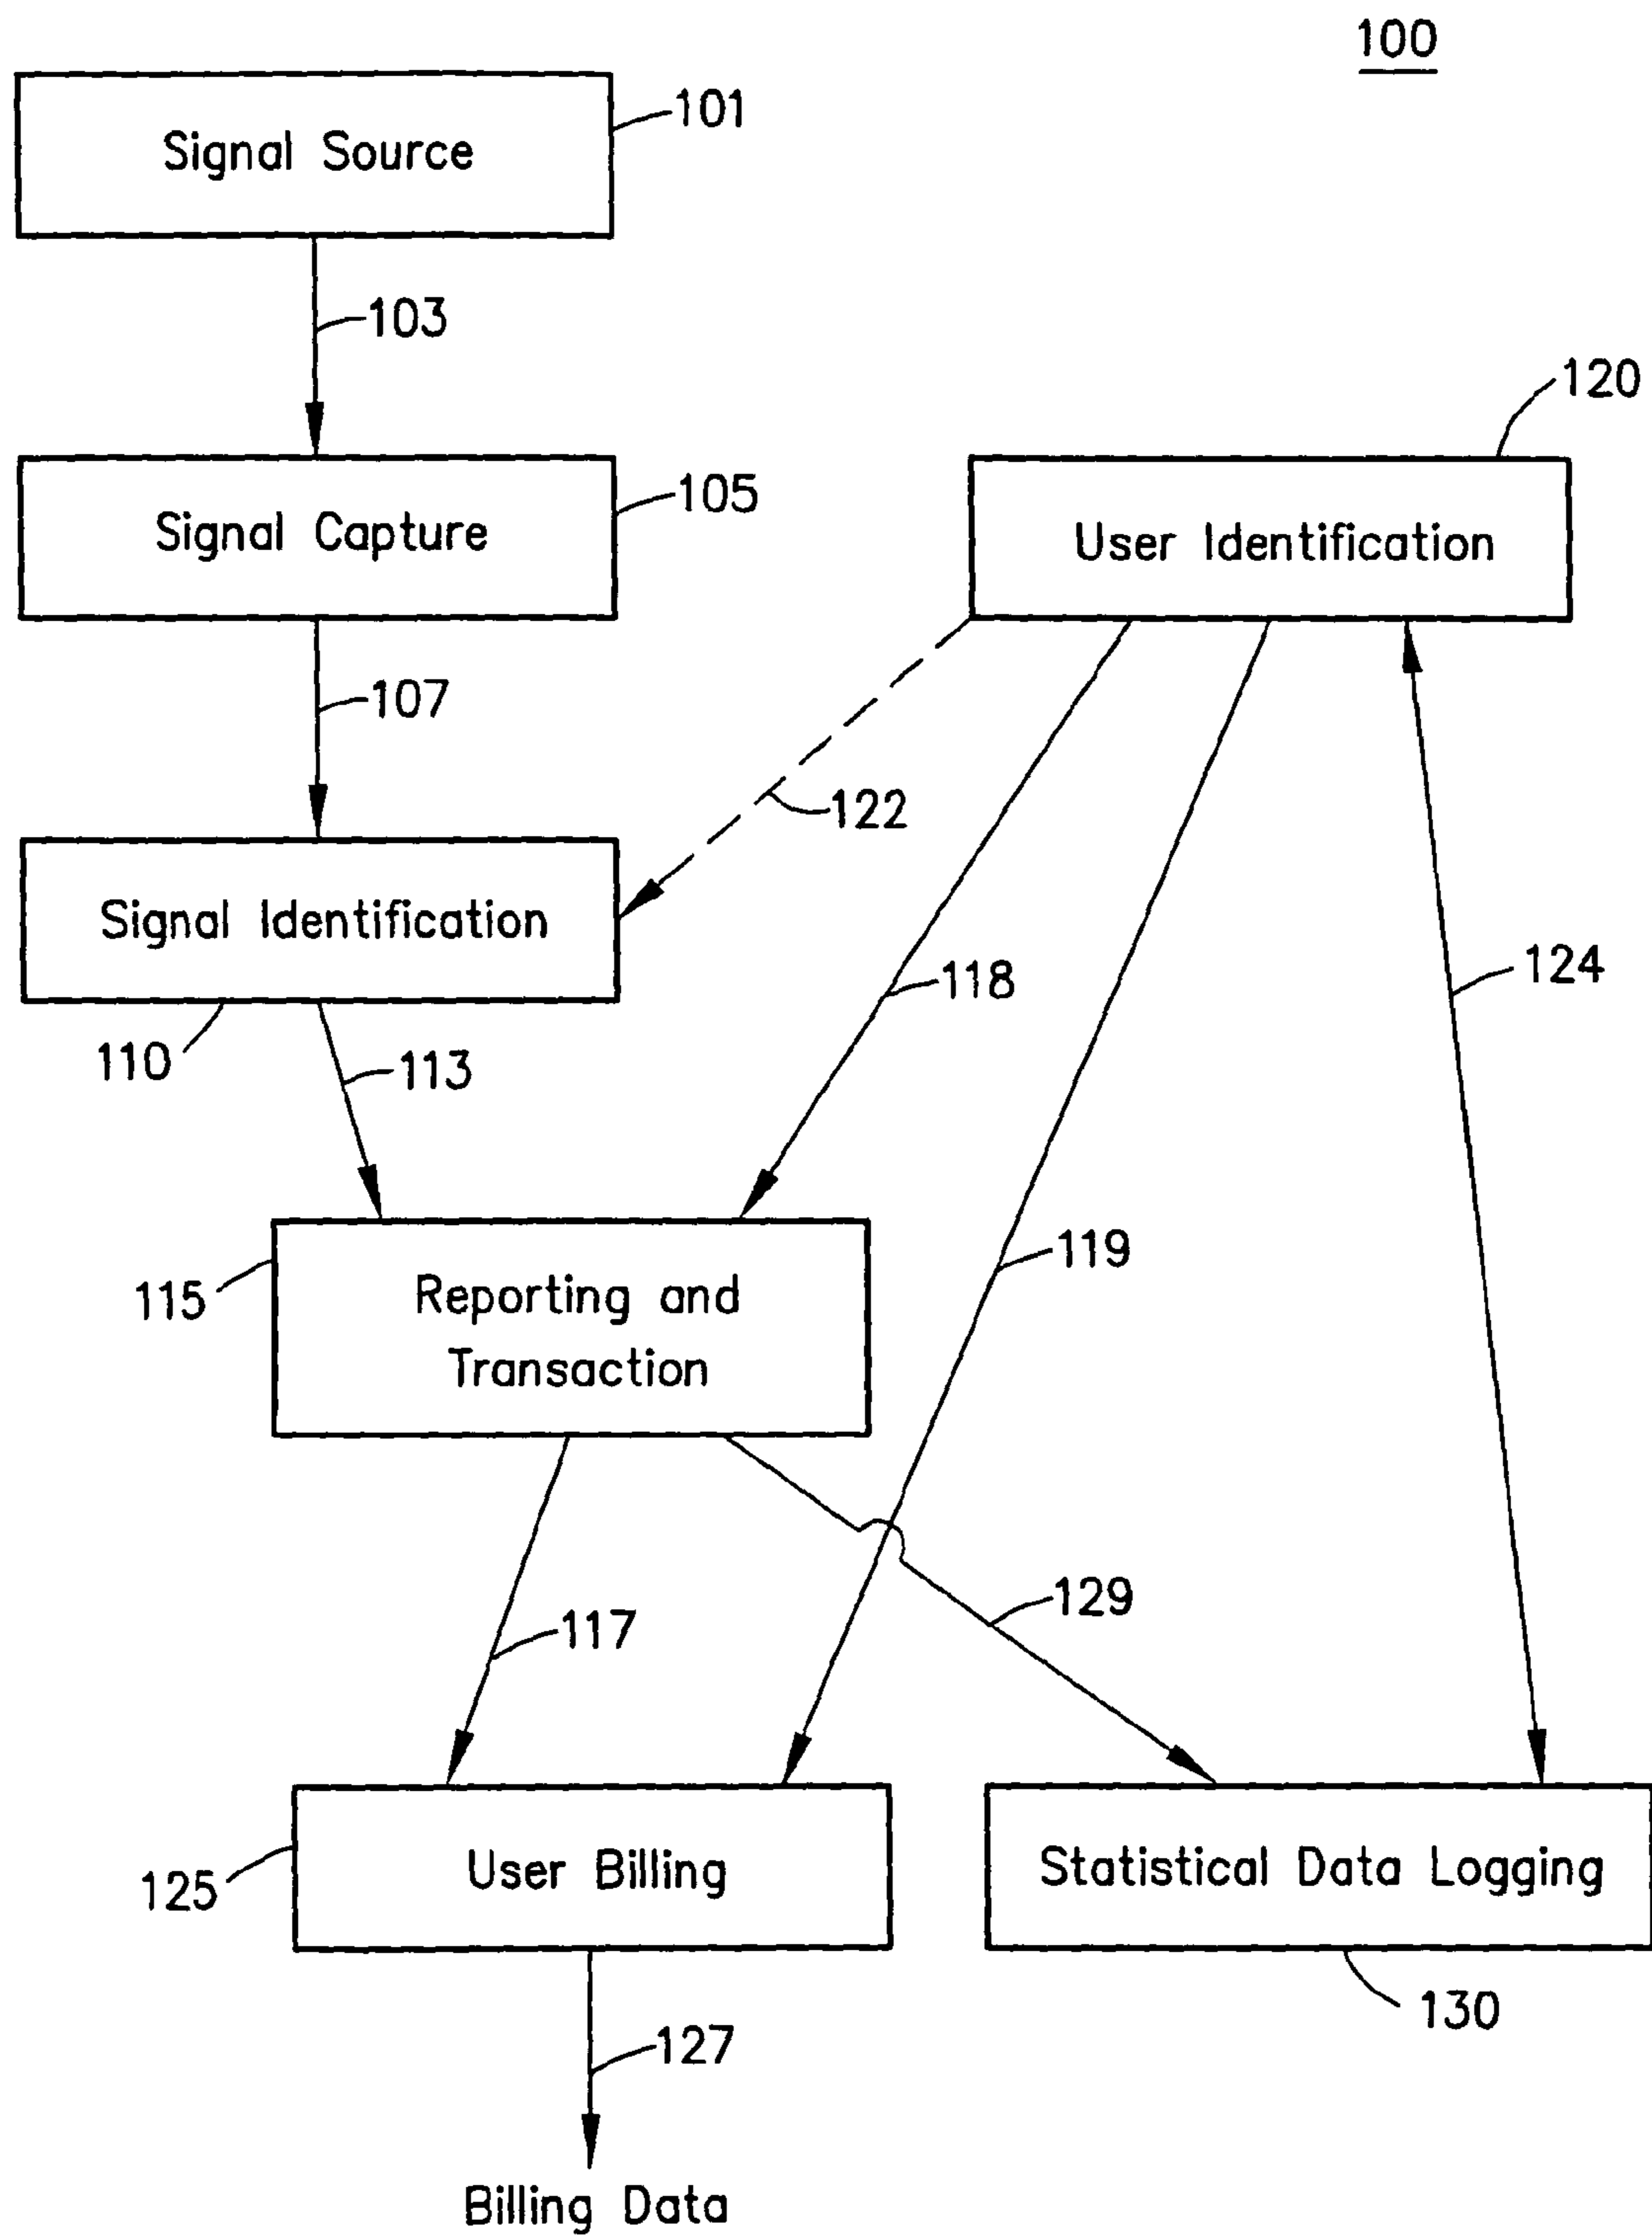 100
Signal Source
101
103
Signal Capture
105
120
User Identification
107
122
Signal Identification
110
113
118
124
115
Reporting and
Transaction
119
117
129
125
User Billing
Statistical Data Logging
130
127
Billing Data